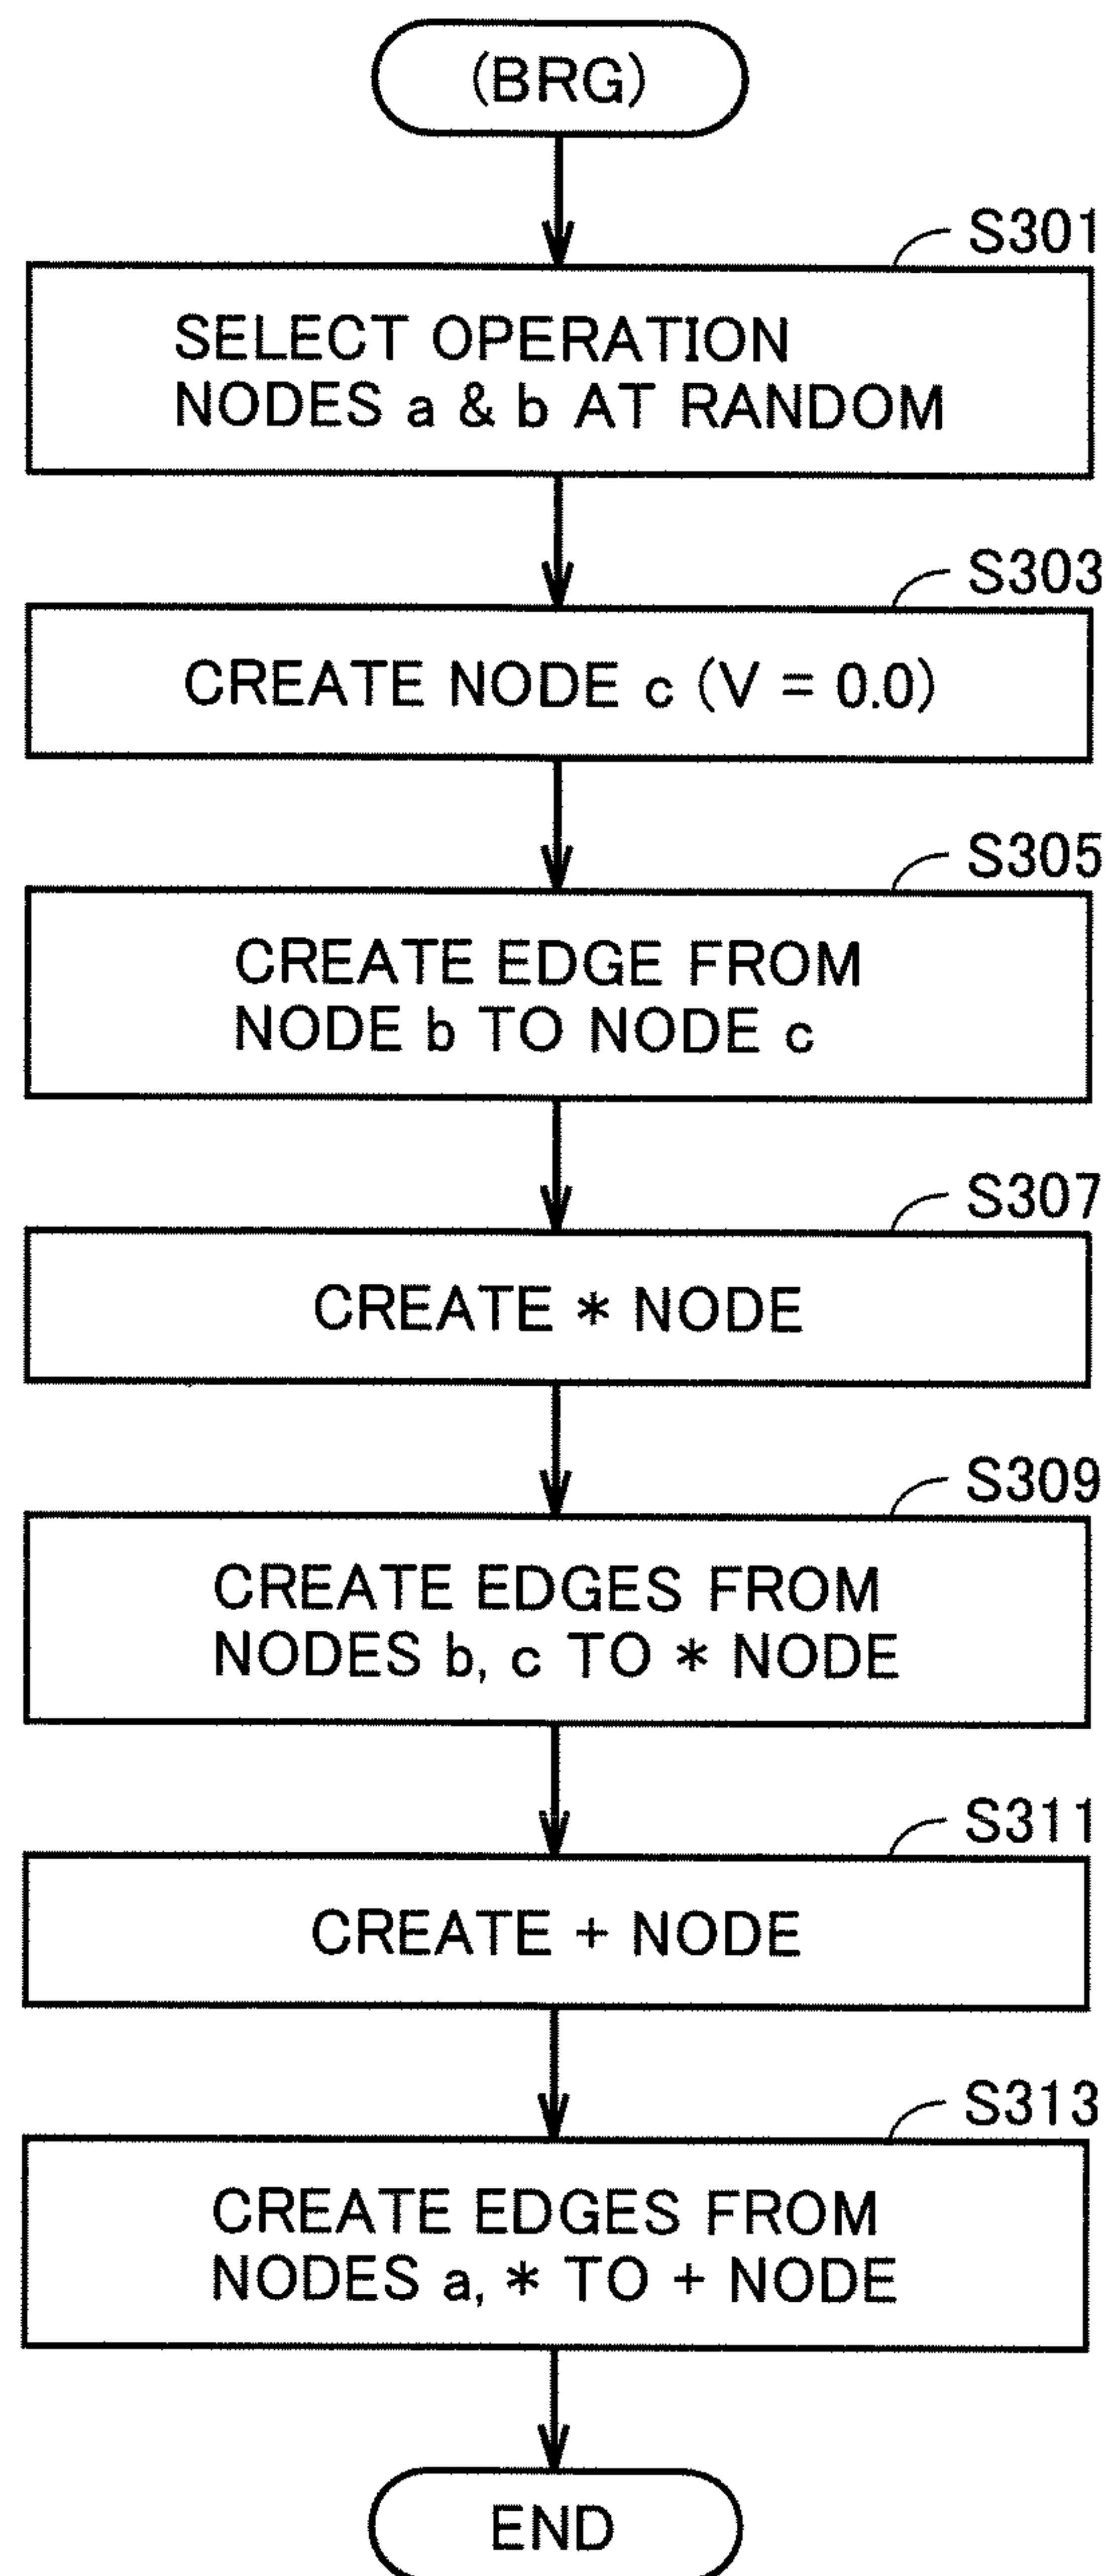 (BRG)
S301
SELECT OPERATION
NODES a & b AT RANDOM
S303
CREATE NODE c (V = 0.0)
S305
CREATE EDGE FROM
NODE b TO NODE c
S307
CREATE * NODE
S309
CREATE EDGES FROM
NODES b, c TO * NODE
S311
CREATE + NODE
S313
CREATE EDGES FROM
NODES a, * TO + NODE
END